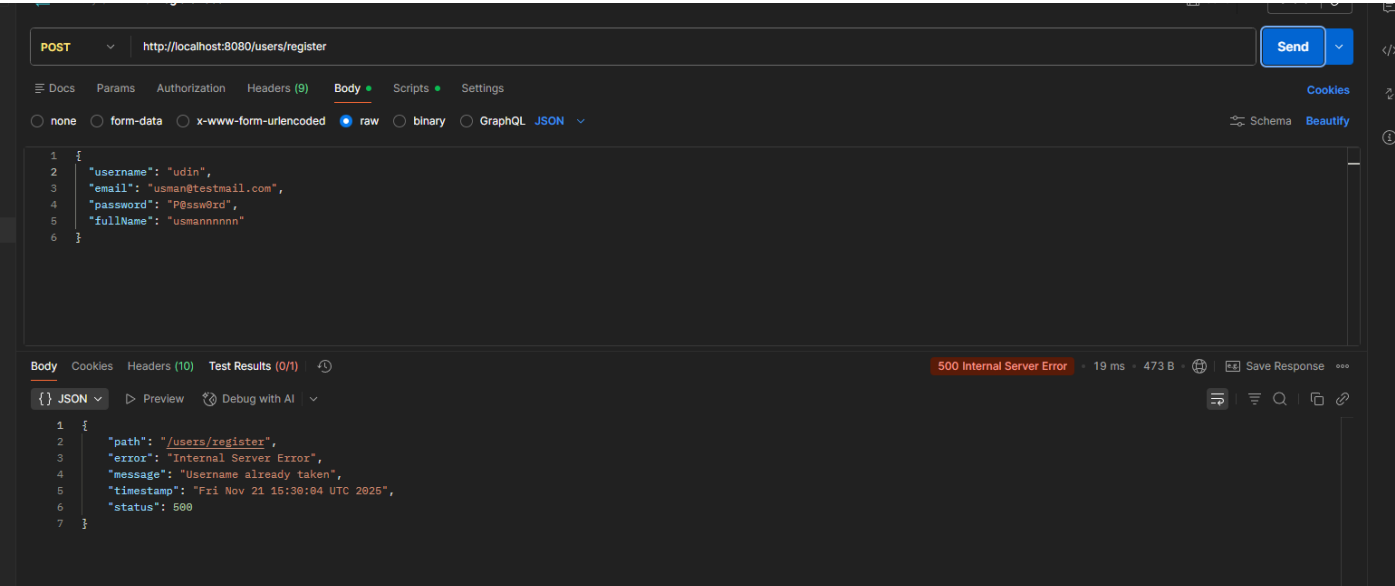 POST http://localhost:8080/users/register Send
Docs Params Authorization Headers (9) Body Scripts Settings Cookies
none form-data x-www-form-urlencoded raw binary GraphQL JSON Schema Beautify
1 {
2 "username": "udin",
3 "email": "usman@testmail.com",
4 "password": "P@ssw0rd",
5 "fullName": "usmannnnnn"
6 }
Body Cookies Headers (10) Test Results (0/1) 500 Internal Server Error • 19 ms • 473 B • e.g. Save Response
{} JSON Preview Debug with AI
1 {
2 "path": "/users/register",
3 "error": "Internal Server Error",
4 "message": "Username already taken",
5 "timestamp": "Fri Nov 21 15:30:04 UTC 2025",
6 "status": 500
7 }